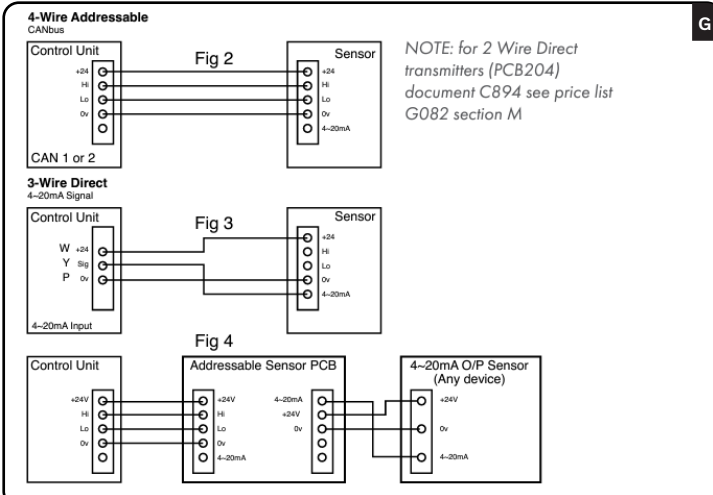 G
4-Wire Addressable
CANbus
Control Unit
Fig 2
Sensor
+24
Hi
Lo
0v
+24
Hi
Lo
0v
4~20mA
CAN 1 or 2
NOTE: for 2 Wire Direct
transmitters (PCB204)
document C894 see price list
G082 section M
3-Wire Direct
4~20mA Signal
Control Unit
Fig 3
Sensor
W +24
Y Sig
P 0v
+24
Hi
Lo
0v
4~20mA
4~20mA Input
Fig 4
Control Unit
+24V
Hi
Lo
0v
Addressable Sensor PCB
+24V
Hi
Lo
0v
4~20mA
4~20mA
+24V
0v
4~20mA O/P Sensor
(Any device)
+24V
0v
4~20mA